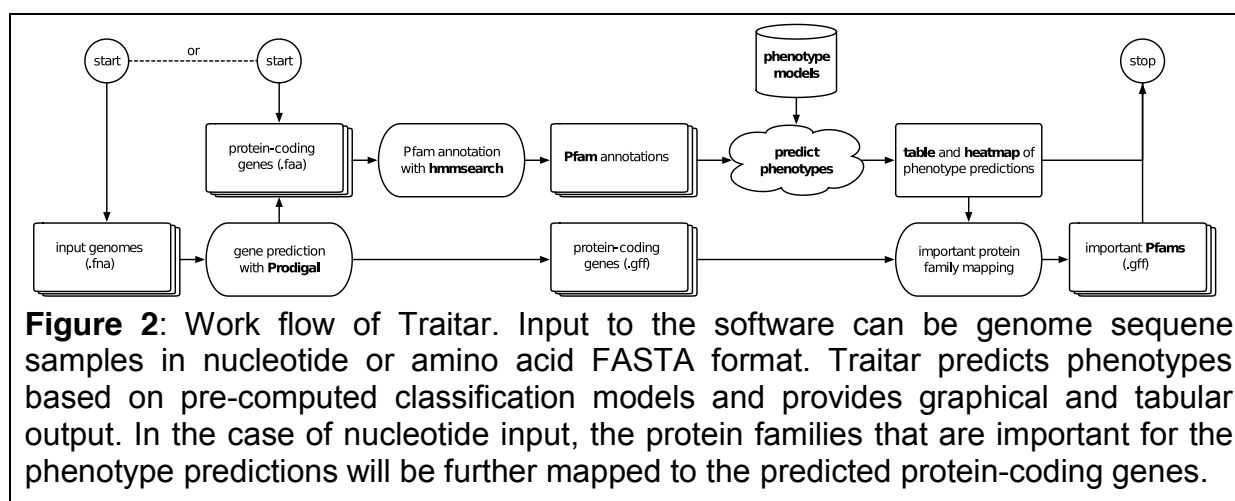 start
or
start
phenotype
models
stop
protein-coding
genes (.faa)
Pfam annotation
with hmmsearch
Pfam annotations
predict
phenotypes
table and heatmap of
phenotype predictions
input genomes
(.fna)
gene prediction
with Prodigal
protein-coding
genes (.gff)
important protein
family mapping
important Pfams
(.gff)
Figure 2: Work flow of Traitar. Input to the software can be genome sequene
samples in nucleotide or amino acid FASTA format. Traitar predicts phenotypes
based on pre-computed classification models and provides graphical and tabular
output. In the case of nucleotide input, the protein families that are important for the
phenotype predictions will be further mapped to the predicted protein-coding genes.